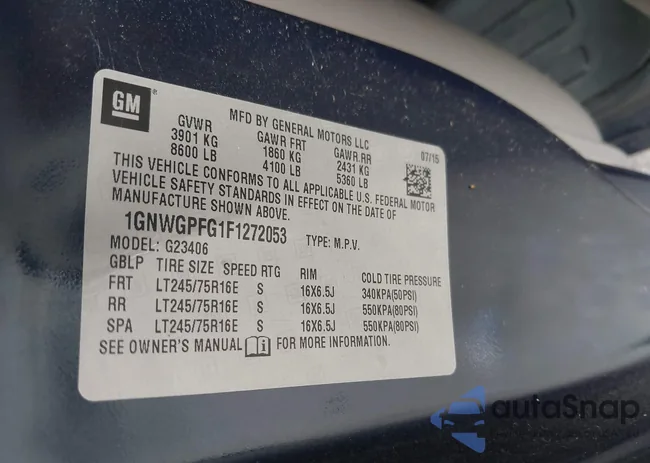 GM®
MFD BY GENERAL MOTORS LLC
07/15
GVWR GAWR FRT GAWR.RR
3901 KG 1860 KG 2431 KG
8600 LB 4100 LB 5360 LB
THIS VEHICLE CONFORMS TO ALL APPLICABLE U.S. FEDERAL MOTOR
VEHICLE SAFETY STANDARDS IN EFFECT ON THE DATE OF
MANUFACTURE SHOWN ABOVE.
1GNWGPFG1F1272053 TYPE: M.P.V.
MODEL: G23406
GBLP TIRE SIZE SPEED RTG RIM COLD TIRE PRESSURE
FRT LT245/75R16E S 16X6.5J 340KPA(50PSI)
RR LT245/75R16E S 16X6.5J 550KPA(80PSI)
SPA LT245/75R16E S 16X6.5J 550KPA(80PSI)
SEE OWNER'S MANUAL FOR MORE INFORMATION.
autoSnap